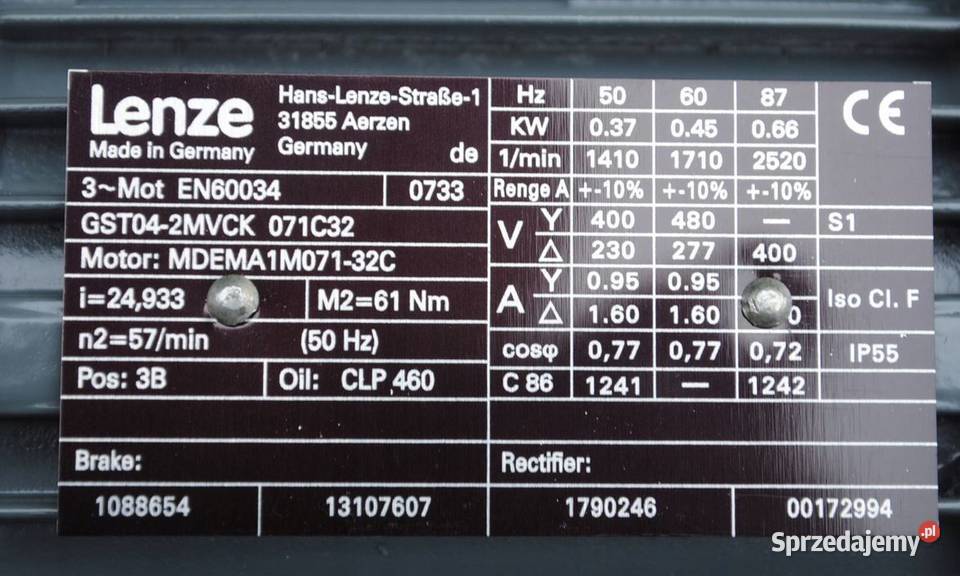 Lenze
Made in Germany
Hans-Lenze-Straße-1
31855 Aerzen
Germany de
3~Mot EN60034 0733
GST04-2MVCK 071C32
Motor: MDEMA1M071-32C
i=24,933 M2=61 Nm
n2=57/min (50 Hz)
Pos: 3B Oil: CLP 460
Brake:
1088654 13107607
Hz 50 60 87
KW 0.37 0.45 0.66
1/min 1410 1710 2520
Renge A +-10% +-10% +-10%
V Y 400 480 —
△ 230 277 400
A Y 0.95 0.95
△ 1.60 1.60
cosφ 0,77 0,77 0,72
C 86 1241 — 1242
CE
S1
Iso Cl. F
IP55
Rectifier:
1790246 00172994
Sprzedajemy.pl